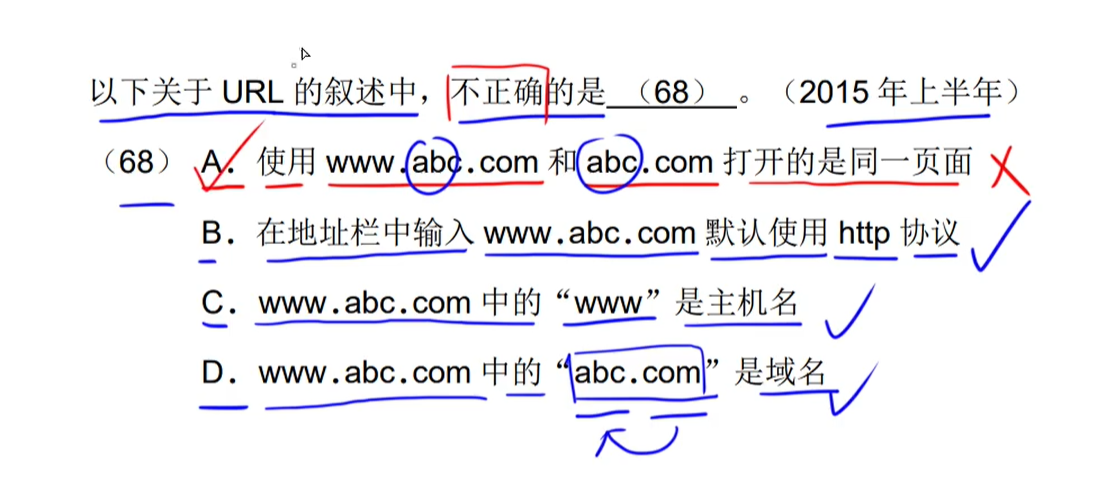 以下关于 URL 的叙述中，不正确的是 （68） 。（2015 年上半年）
（68） A．使用 www.abc.com 和 abc.com 打开的是同一页面
B．在地址栏中输入 www.abc.com 默认使用 http 协议
C．www.abc.com 中的“www”是主机名
D．www.abc.com 中的“abc.com”是域名